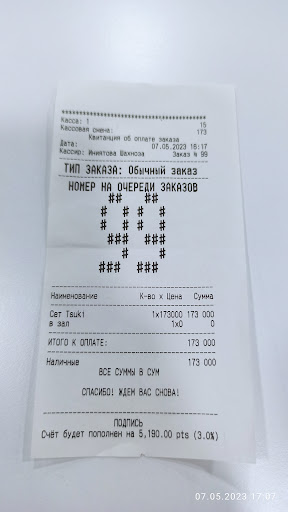 ************************************
Касса: 1 15
Кассовая смена: 173
Квитанция об оплате заказа
Дата: 07.05.2023 16:17
Кассир: Иниятова Шахноза Заказ № 99
ТИП ЗАКАЗА: Обычный заказ
НОМЕР НА ОЧЕРЕДИ ЗАКАЗОВ
## ##
# # # #
# # # #
### ###
# #
### ###
Наименование К-во x Цена Сумма
Сет Tsuki 1x173000 173 000
в зал 1x0 0
ИТОГО К ОПЛАТЕ: 173 000
Наличные 173 000
ВСЕ СУММЫ В СУМ
СПАСИБО! ЖДЕМ ВАС СНОВА!
ПОДПИСЬ
Счёт будет пополнен на 5,190.00 pts (3.0%)
07.05.2023 17:07